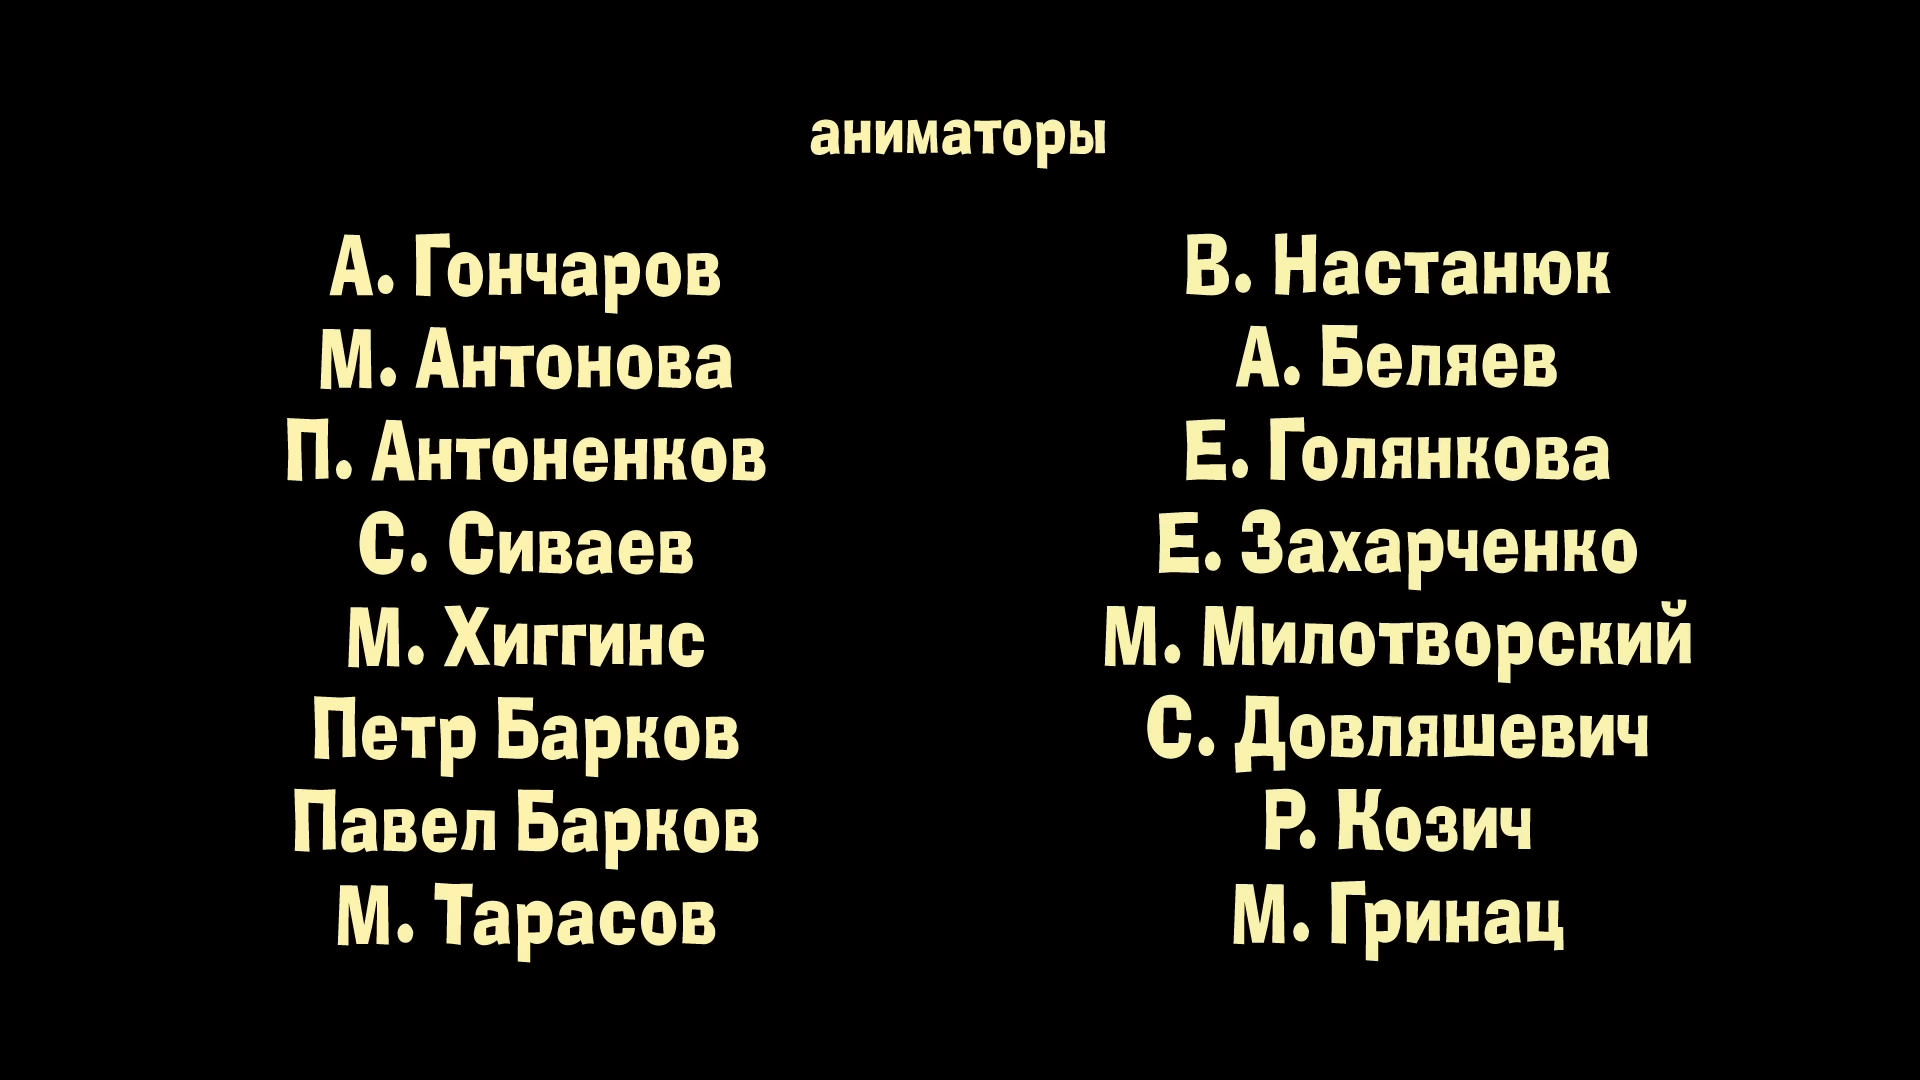 аниматоры
А. Гончаров
М. Антонова
П. Антоненков
С. Сиваев
М. Хиггинс
Петр Барков
Павел Барков
М. Тарасов
В. Настанюк
А. Беляев
Е. Голянкова
Е. Захарченко
М. Милотворский
С. Довляшевич
Р. Козич
М. Гринац